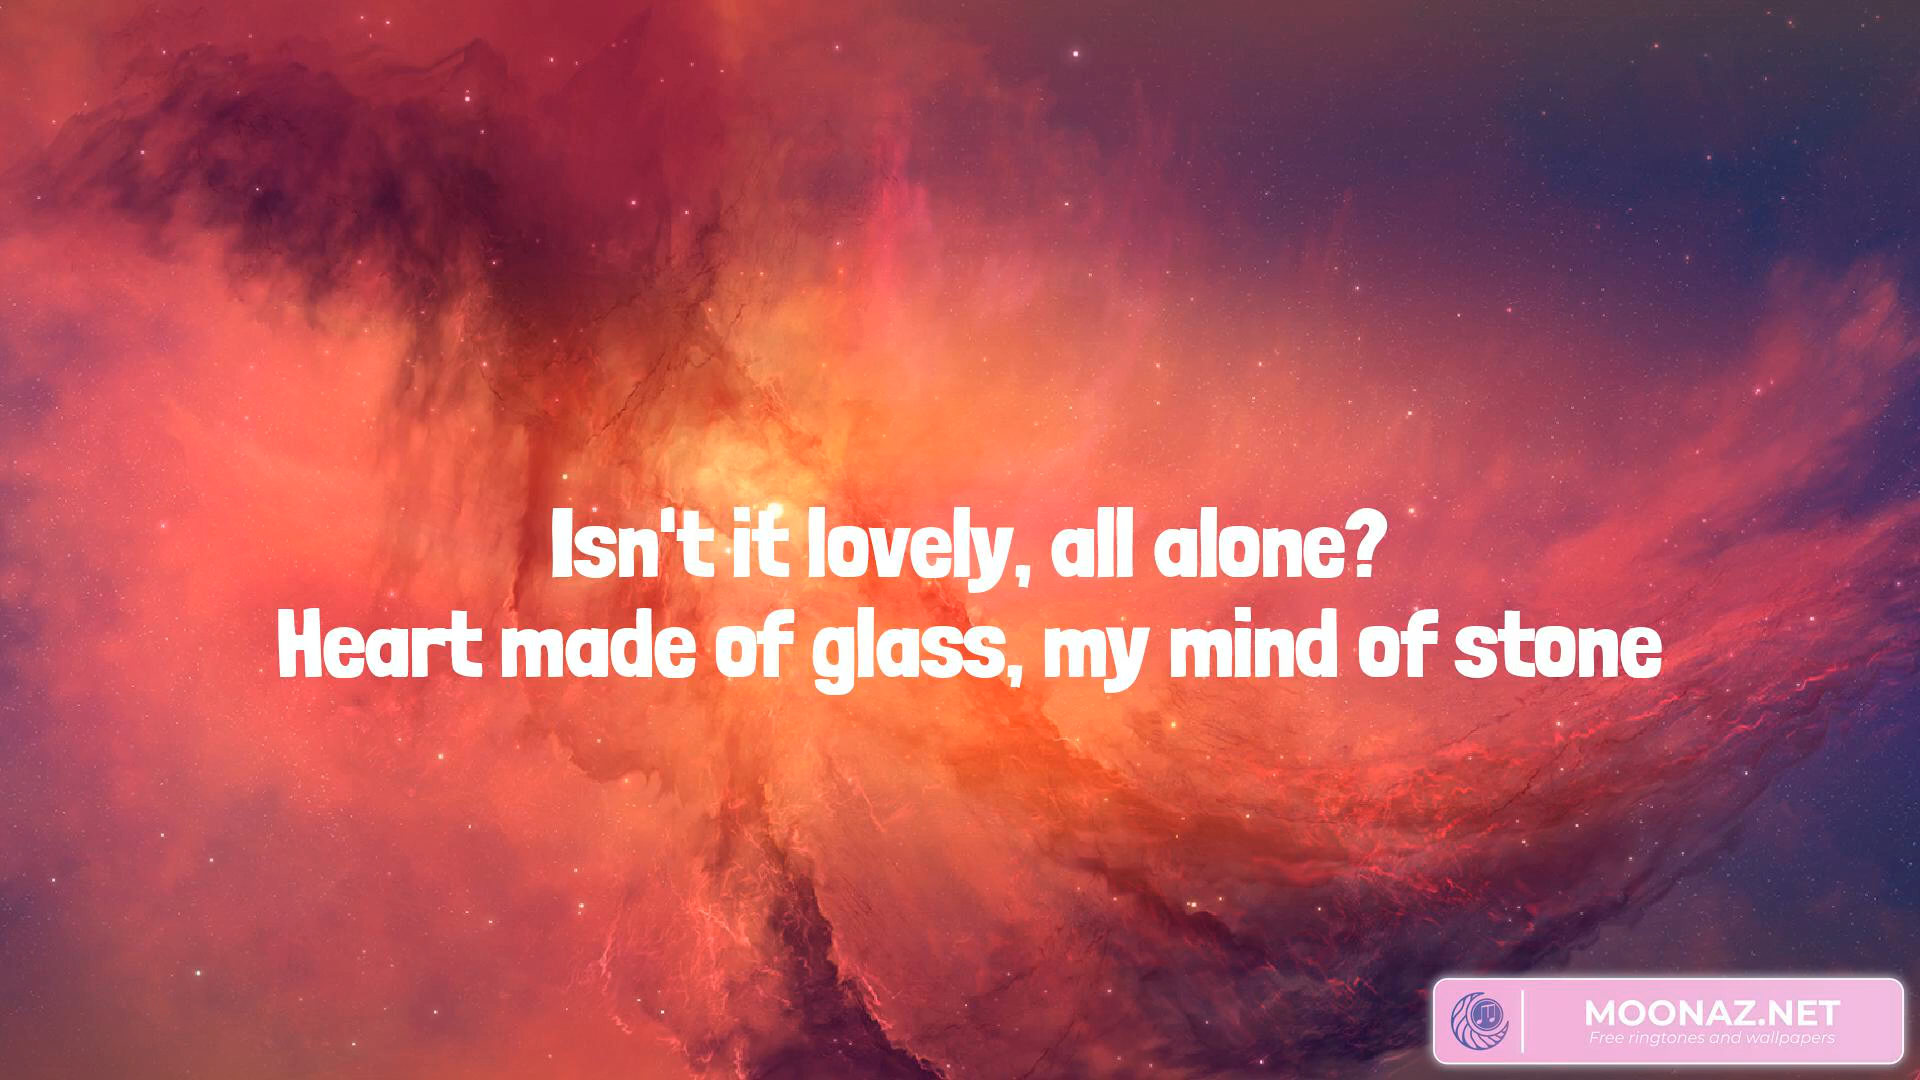 Isn't it lovely, all alone?
Heart made of glass, my mind of stone
MOONAZ.NET
Free ringtones and wallpapers